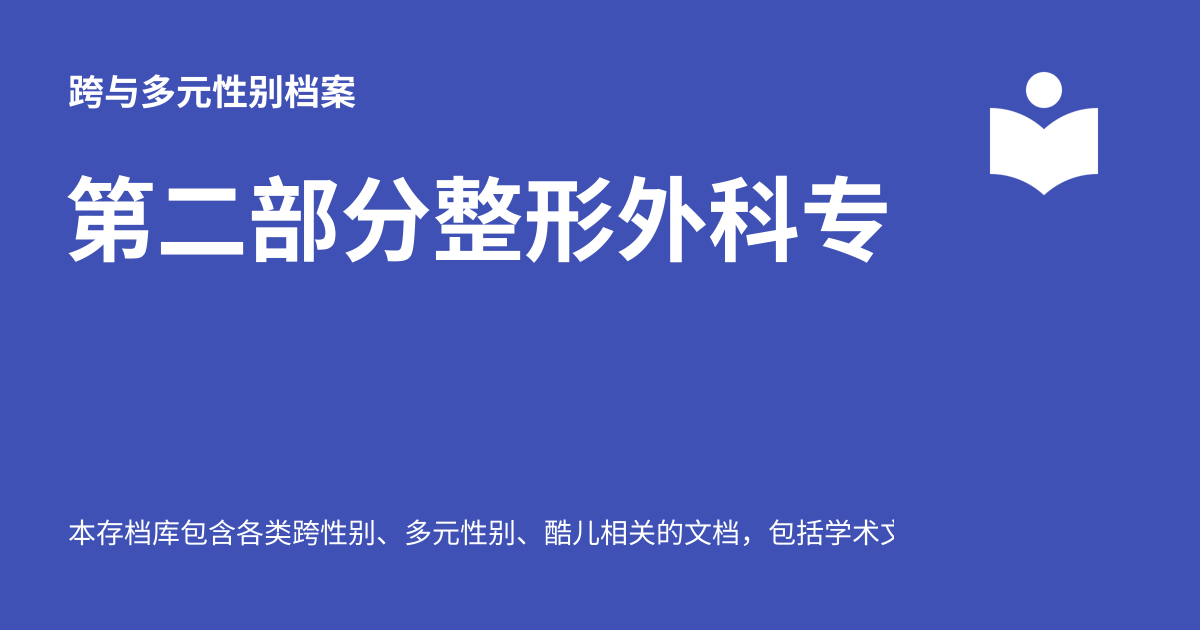 跨与多元性别档案
第二部分整形外科专
本存档库包含各类跨性别、多元性别、酷儿相关的文档，包括学术文